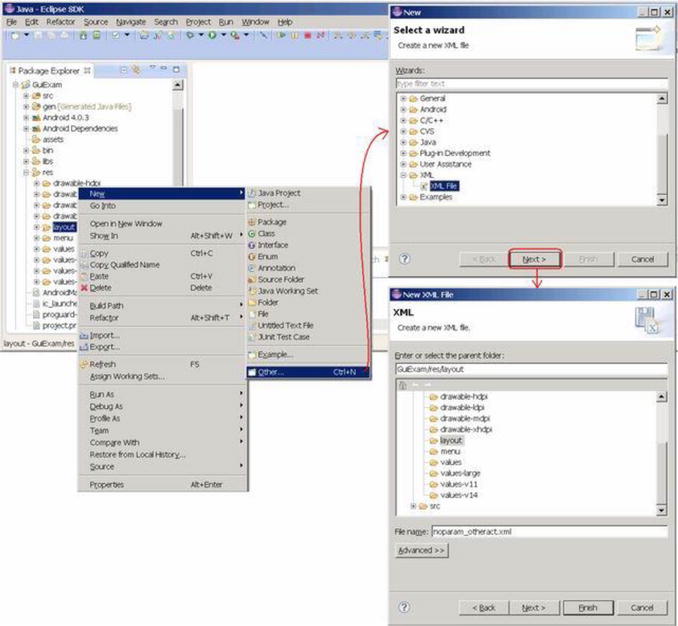 Java - Eclipse SDK
File Edit Refactor Source Navigate Search Project Run Window Help
Package Explorer
GuiExam
src
gen [Generated Java Files]
Android 4.0.3
Android Dependencies
assets
bin
libs
res
drawable-hdpi
drawa
drawa
drawa
layout
menu
values
values-
values-
values-
AndroidMa
ic_launche
proguard-
project.pr
layout - GuiExam/res
New
Go Into
Open in New Window
Show In Alt+Shift+W
Copy Ctrl+C
Copy Qualified Name
Paste Ctrl+V
Delete Delete
Build Path
Refactor Alt+Shift+T
Import...
Export...
Refresh F5
Assign Working Sets...
Run As
Debug As
Profile As
Team
Compare With
Restore from Local History...
Source
Properties Alt+Enter
Java Project
Project...
Package
Class
Interface
Enum
Annotation
Source Folder
Java Working Set
Folder
File
Untitled Text File
JUnit Test Case
Example...
Other... Ctrl+N
New
Select a wizard
Create a new XML file
Wizards:
type filter text
General
Android
C/C++
CVS
Java
Plug-in Development
User Assistance
XML
XML File
Examples
< Back Next > Finish Cancel
New XML File
XML
Create a new XML file.
Enter or select the parent folder:
GuiExam/res/layout
drawable-hdpi
drawable-ldpi
drawable-mdpi
drawable-xhdpi
layout
menu
values
values-large
values-v11
values-v14
src
File name: noparam_otheract.xml
Advanced >>
< Back Next > Finish Cancel